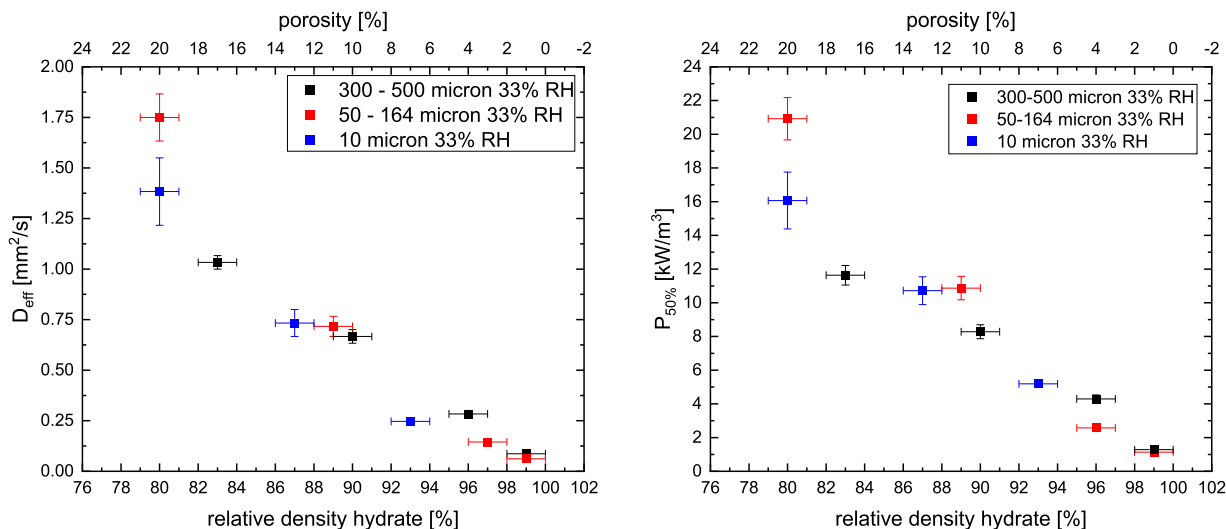 porosity [%]
24 22 20 18 16 14 12 10 8 6 4 2 0 -2
2.00
1.75
1.50
1.25
1.00
0.75
0.50
0.25
0.00
D_eff [mm²/s]
300 - 500 micron 33% RH
50 - 164 micron 33% RH
10 micron 33% RH
76 78 80 82 84 86 88 90 92 94 96 98 100 102
relative density hydrate [%]
porosity [%]
24 22 20 18 16 14 12 10 8 6 4 2 0 -2
24
22
20
18
16
14
12
10
8
6
4
2
0
P_50% [kW/m³]
300-500 micron 33% RH
50-164 micron 33% RH
10 micron 33% RH
76 78 80 82 84 86 88 90 92 94 96 98 100 102
relative density hydrate [%]